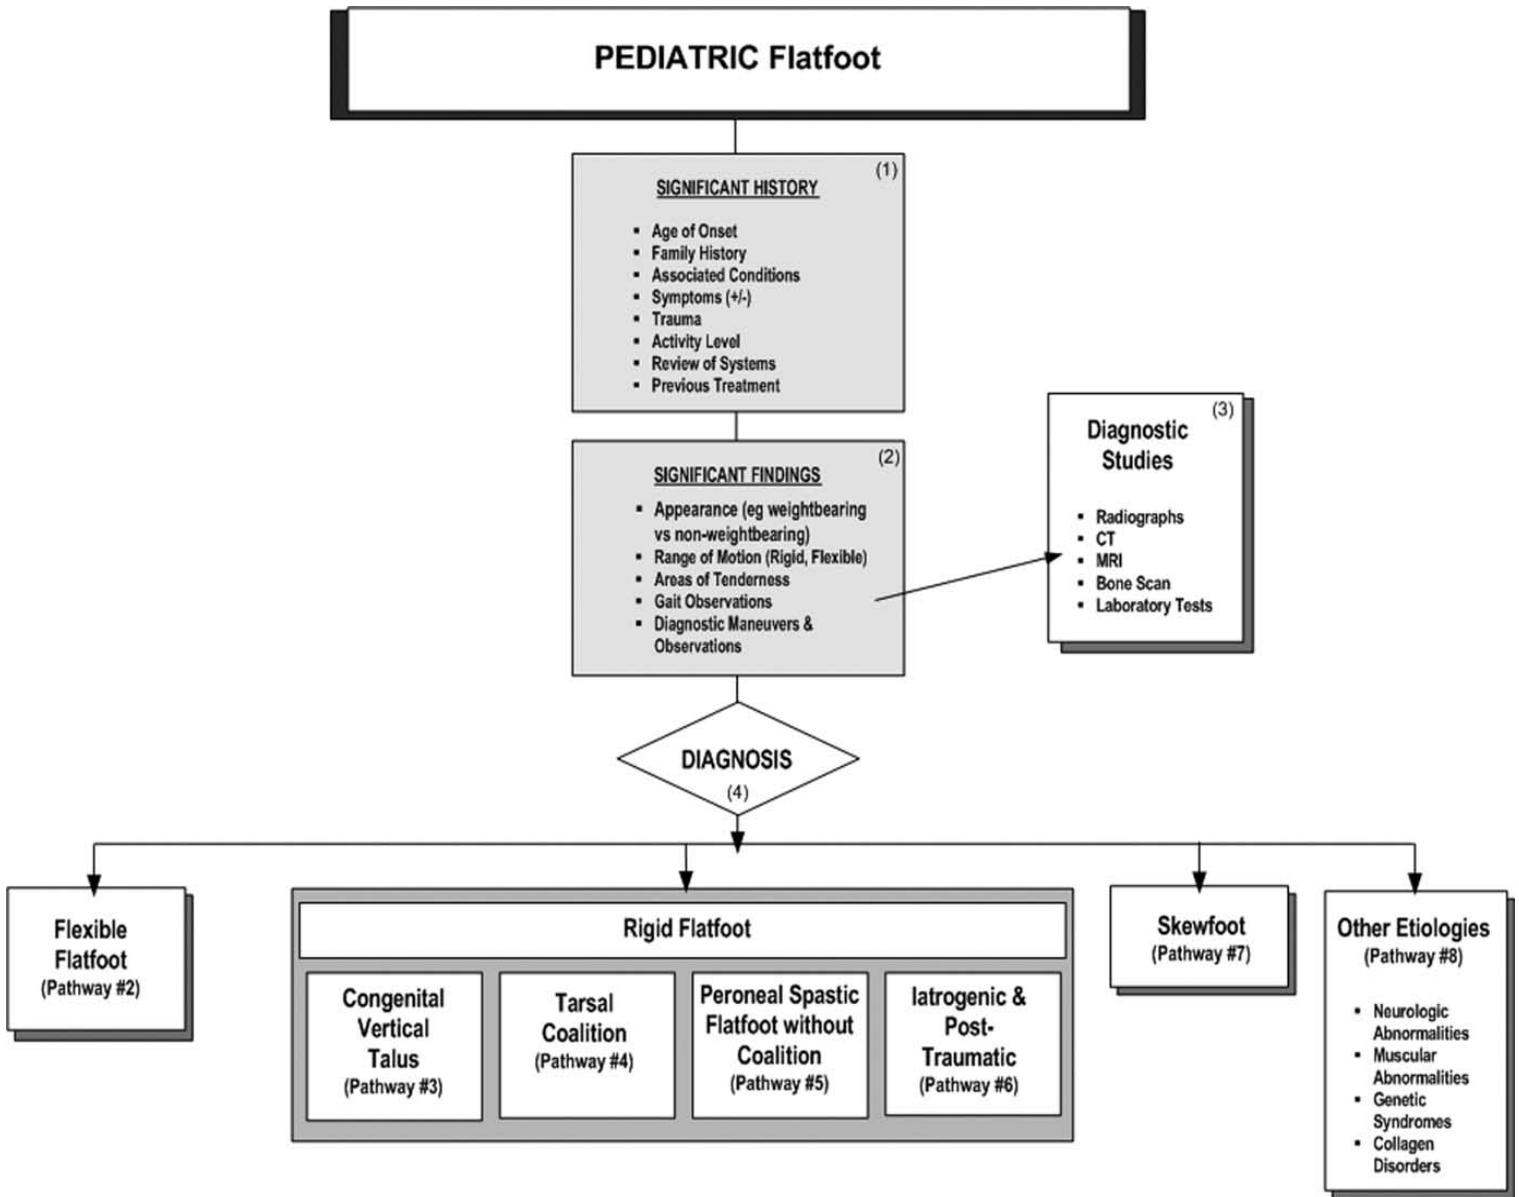 PEDIATRIC Flatfoot
(1)
SIGNIFICANT HISTORY
▪ Age of Onset
▪ Family History
▪ Associated Conditions
▪ Symptoms (+/-)
▪ Trauma
▪ Activity Level
▪ Review of Systems
▪ Previous Treatment
(2)
SIGNIFICANT FINDINGS
▪ Appearance (eg weightbearing
vs non-weightbearing)
▪ Range of Motion (Rigid, Flexible)
▪ Areas of Tenderness
▪ Gait Observations
▪ Diagnostic Maneuvers &
Observations
(3)
Diagnostic
Studies
▪ Radiographs
▪ CT
▪ MRI
▪ Bone Scan
▪ Laboratory Tests
DIAGNOSIS
(4)
Flexible
Flatfoot
(Pathway #2)
Rigid Flatfoot
Congenital
Vertical
Talus
(Pathway #3)
Tarsal
Coalition
(Pathway #4)
Peroneal Spastic
Flatfoot without
Coalition
(Pathway #5)
Iatrogenic &
Post-
Traumatic
(Pathway #6)
Skewfoot
(Pathway #7)
Other Etiologies
(Pathway #8)
▪ Neurologic
Abnormalities
▪ Muscular
Abnormalities
▪ Genetic
Syndromes
▪ Collagen
Disorders